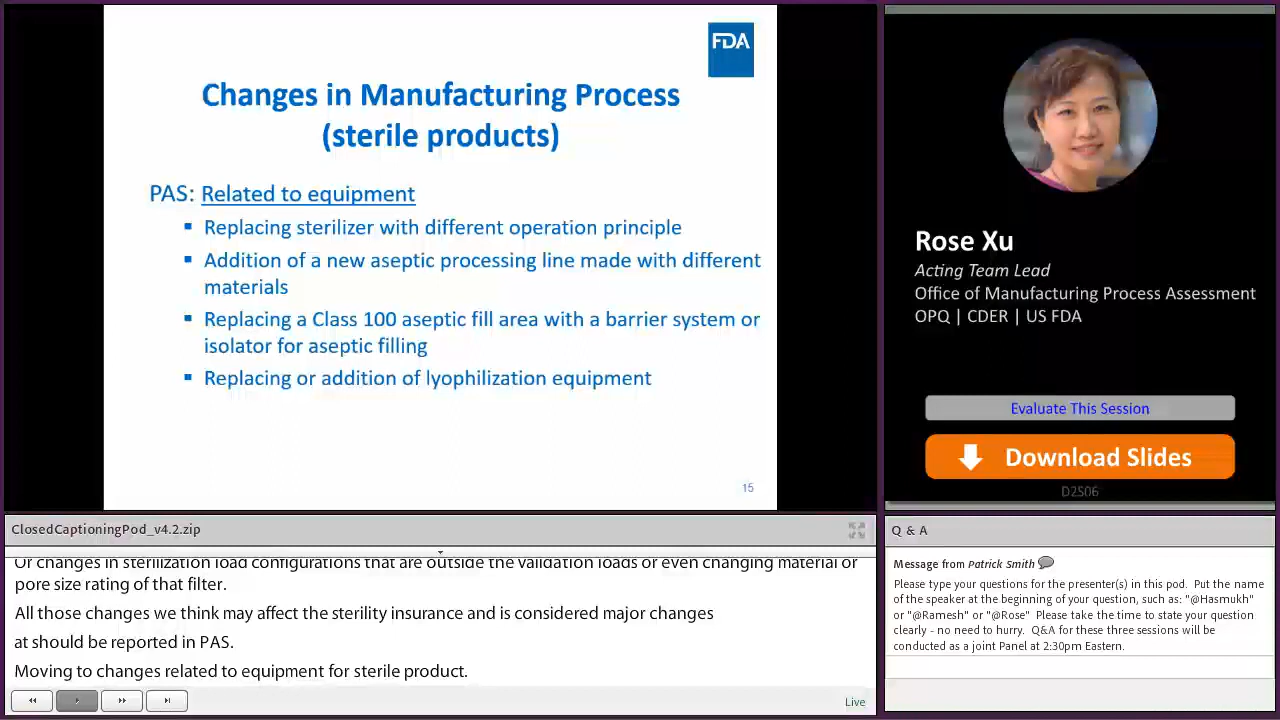 FDA
Changes in Manufacturing Process
(sterile products)
PAS: Related to equipment
▪ Replacing sterilizer with different operation principle
▪ Addition of a new aseptic processing line made with different
materials
▪ Replacing a Class 100 aseptic fill area with a barrier system or
isolator for aseptic filling
▪ Replacing or addition of lyophilization equipment
15
Rose Xu
Acting Team Lead
Office of Manufacturing Process Assessment
OPQ | CDER | US FDA
Evaluate This Session
Download Slides
D2S06
ClosedCaptioningPod_v4.2.zip
Or changes in sterilization load configurations that are outside the validation loads or even changing material or
pore size rating of that filter.
All those changes we think may affect the sterility insurance and is considered major changes
at should be reported in PAS.
Moving to changes related to equipment for sterile product.
Live
Q & A
Message from Patrick Smith
Please type your questions for the presenter(s) in this pod. Put the name
of the speaker at the beginning of your question, such as: "@Hasmukh"
or "@Ramesh" or "@Rose" Please take the time to state your question
clearly - no need to hurry. Q&A for these three sessions will be
conducted as a joint Panel at 2:30pm Eastern.